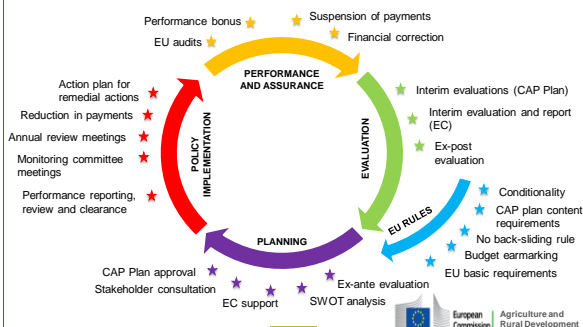 Performance bonus
Suspension of payments
Financial correction
EU audits
PERFORMANCE
AND ASSURANCE
Action plan for
remedial actions
Reduction in payments
Annual review meetings
Monitoring committee
meetings
Performance reporting,
review and clearance
POLICY
IMPLEMENTATION
EVALUATION
Interim evaluations (CAP Plan)
Interim evaluation and report
(EC)
Ex-post
evaluation
EU RULES
Conditionality
CAP plan content
requirements
No back-sliding rule
Budget earmarking
EU basic requirements
PLANNING
CAP Plan approval
Stakeholder consultation
EC support
SWOT analysis
Ex-ante evaluation
European
Commission
Agriculture and
Rural Development